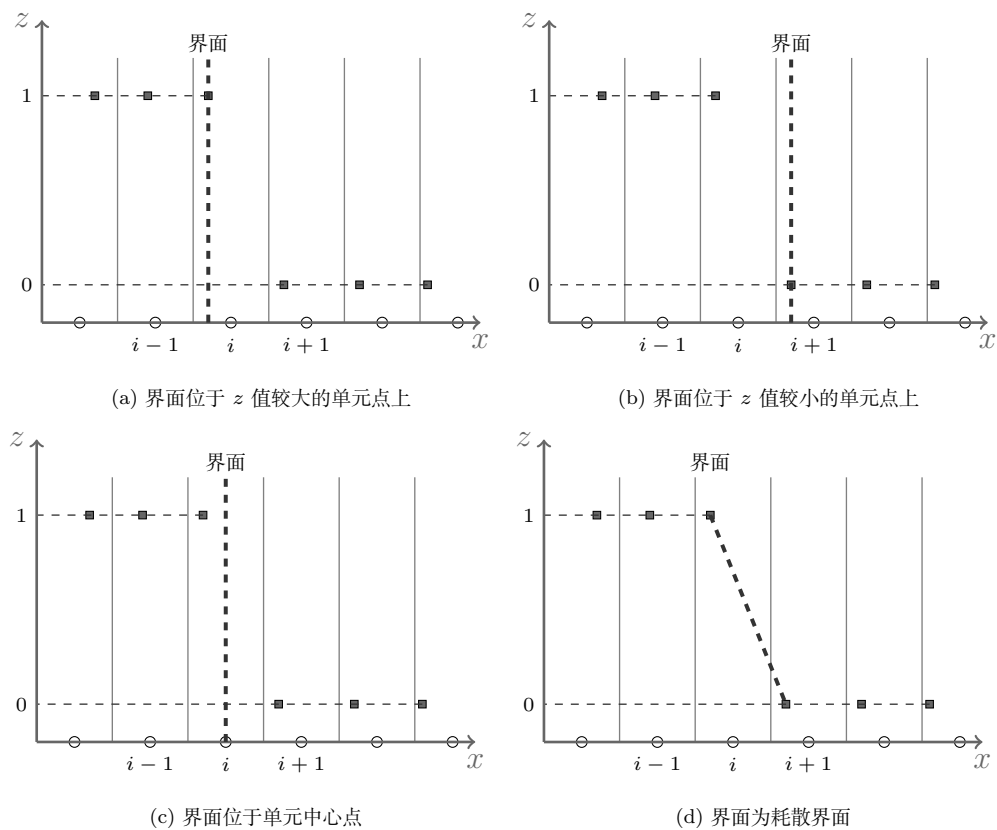 z
界面
1
0
i − 1
i
i + 1
x
(a) 界面位于 z 值较大的单元点上
z
界面
1
0
i − 1
i
i + 1
x
(b) 界面位于 z 值较小的单元点上
z
界面
1
0
i − 1
i
i + 1
x
(c) 界面位于单元中心点
z
界面
1
0
i − 1
i
i + 1
x
(d) 界面为耗散界面